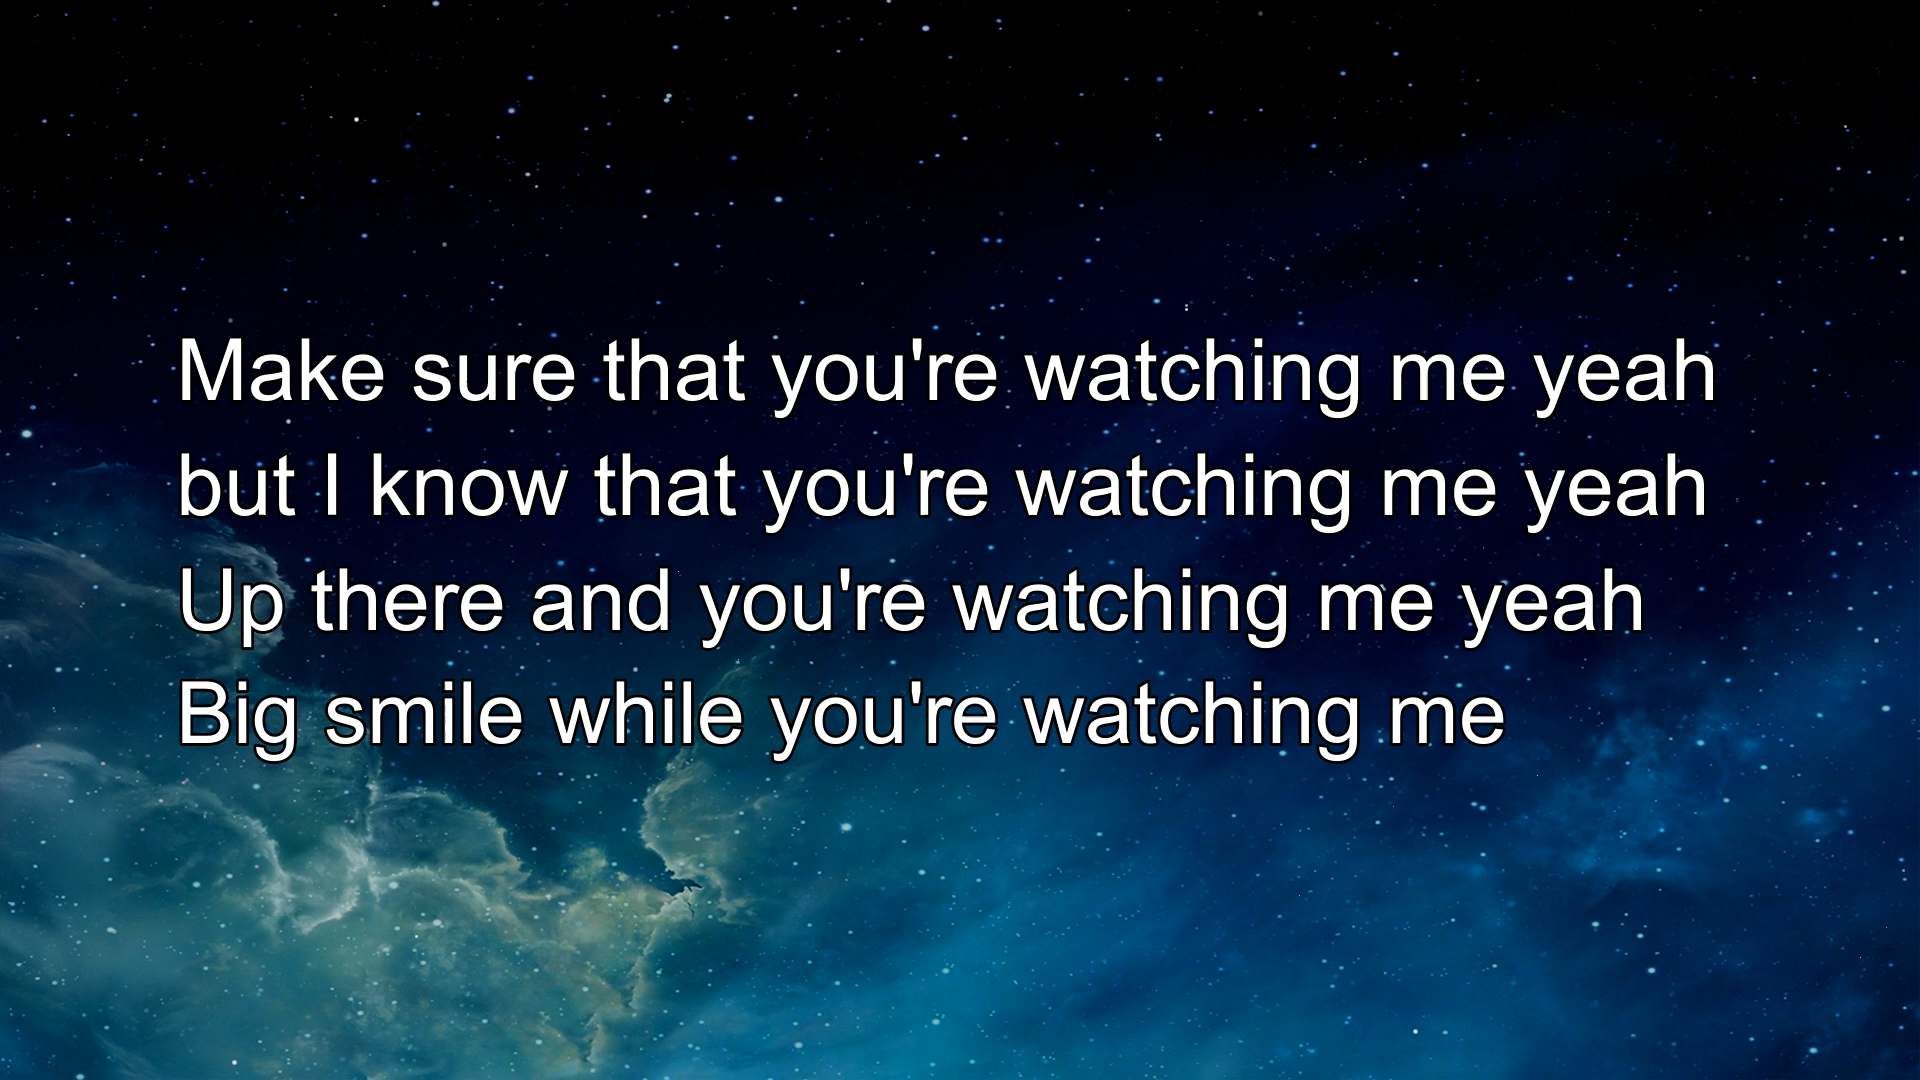 Make sure that you're watching me yeah
but I know that you're watching me yeah
Up there and you're watching me yeah
Big smile while you're watching me